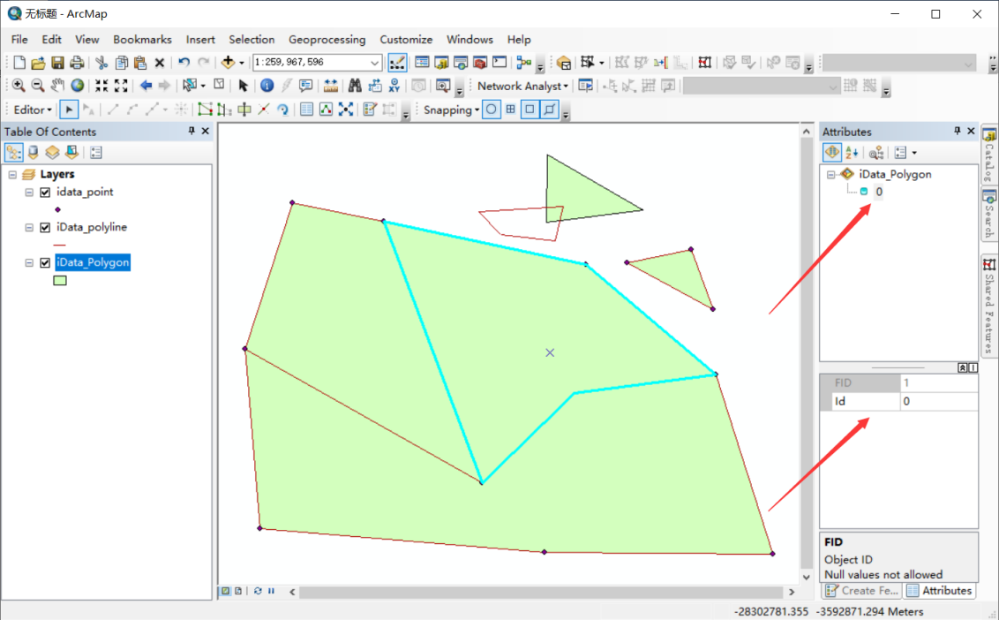 无标题 - ArcMap
File Edit View Bookmarks Insert Selection Geoprocessing Customize Windows Help
1:259,967,596
Network Analyst
Editor Snapping
Table Of Contents
Layers
idata_point
iData_polyline
iData_Polygon
Attributes
iData_Polygon
0
FID 1
Id 0
FID
Object ID
Null values not allowed
Create Fe... Attributes
Catalog
Search
Shared Features
-28302781.355 -3592871.294 Meters